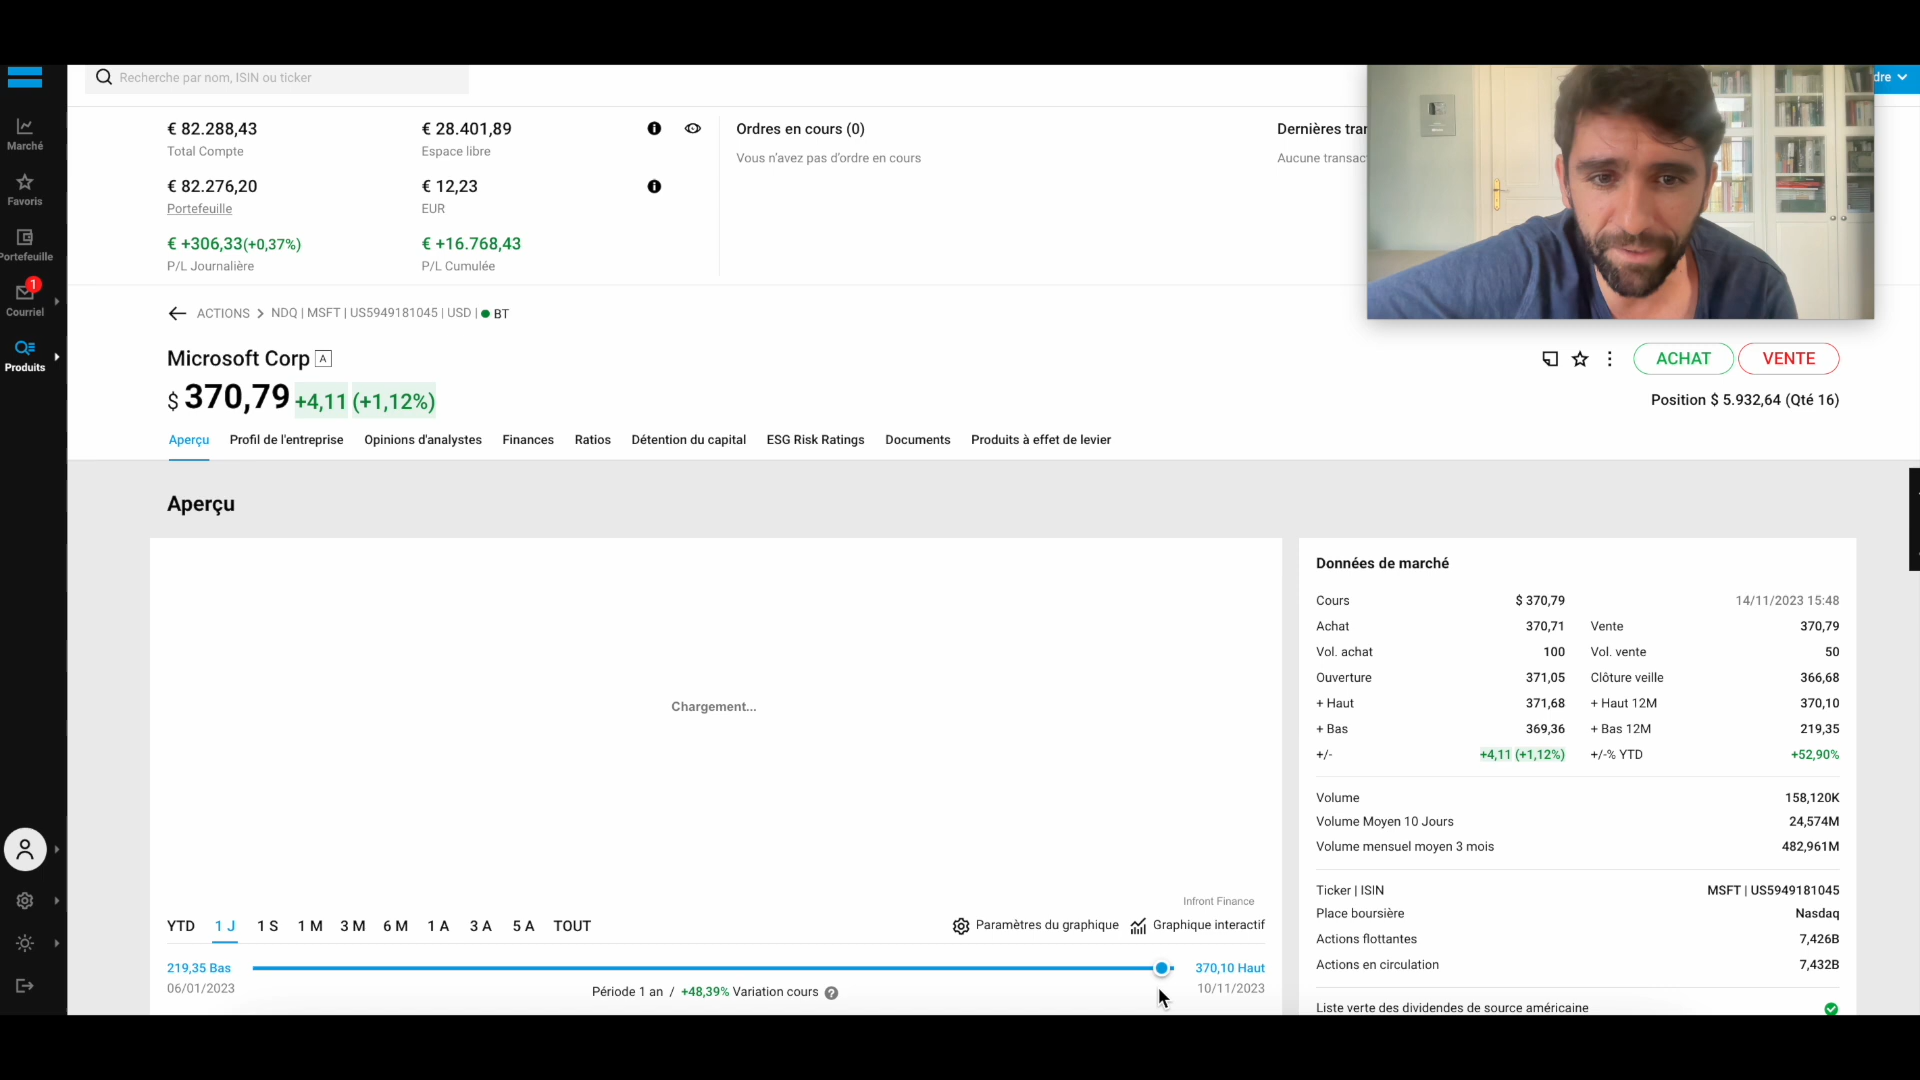 Recherche par nom, ISIN ou ticker
dre
Marché
Favoris
Portefeuille
1
Courriel
Produits
€ 82.288,43
Total Compte
€ 28.401,89
Espace libre
€ 82.276,20
Portefeuille
€ 12,23
EUR
€ +306,33(+0,37%)
P/L Journalière
€ +16.768,43
P/L Cumulée
Ordres en cours (0)
Vous n'avez pas d'ordre en cours
Dernières tran
Aucune transac
ACTIONS > NDQ | MSFT | US5949181045 | USD | BT
Microsoft Corp A
$ 370,79 +4,11 (+1,12%)
ACHAT
VENTE
Position $ 5.932,64 (Qté 16)
Aperçu Profil de l'entreprise Opinions d'analystes Finances Ratios Détention du capital ESG Risk Ratings Documents Produits à effet de levier
Aperçu
Chargement...
Infront Finance
YTD 1 J 1 S 1 M 3 M 6 M 1 A 3 A 5 A TOUT
Paramètres du graphique
Graphique interactif
219,35 Bas
06/01/2023
Période 1 an / +48,39% Variation cours ?
370,10 Haut
10/11/2023
Données de marché
Cours $ 370,79 14/11/2023 15:48
Achat 370,71 Vente 370,79
Vol. achat 100 Vol. vente 50
Ouverture 371,05 Clôture veille 366,68
+ Haut 371,68 + Haut 12M 370,10
+ Bas 369,36 + Bas 12M 219,35
+/- +4,11 (+1,12%) +/-% YTD +52,90%
Volume 158,120K
Volume Moyen 10 Jours 24,574M
Volume mensuel moyen 3 mois 482,961M
Ticker | ISIN MSFT | US5949181045
Place boursière Nasdaq
Actions flottantes 7,426B
Actions en circulation 7,432B
Liste verte des dividendes de source américaine